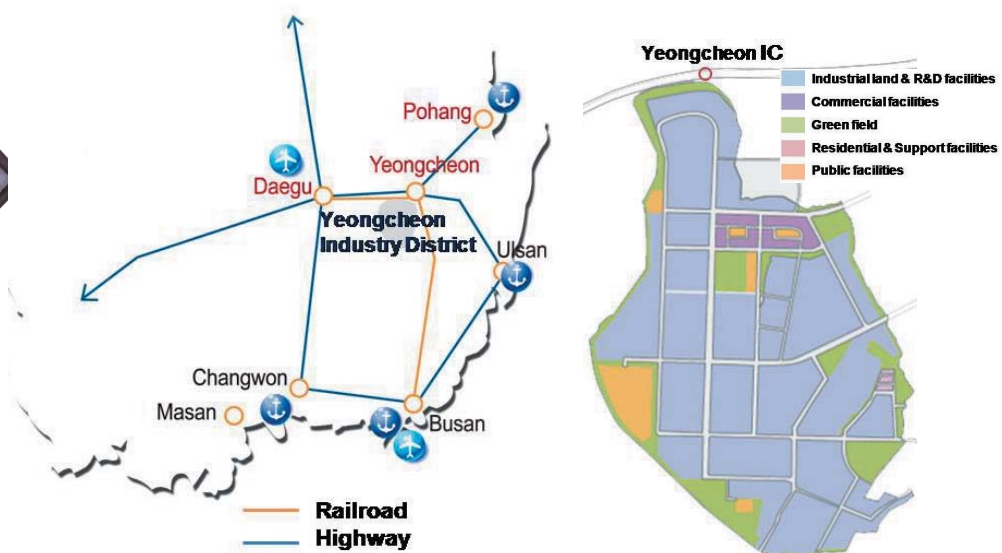 Pohang
Yeongcheon
Daegu
Yeongcheon
Industry District
Ulsan
Changwon
Masan
Busan
Railroad
Highway
Yeongcheon IC
Industrial land & R&D facilities
Commercial facilities
Green field
Residential & Support facilities
Public facilities